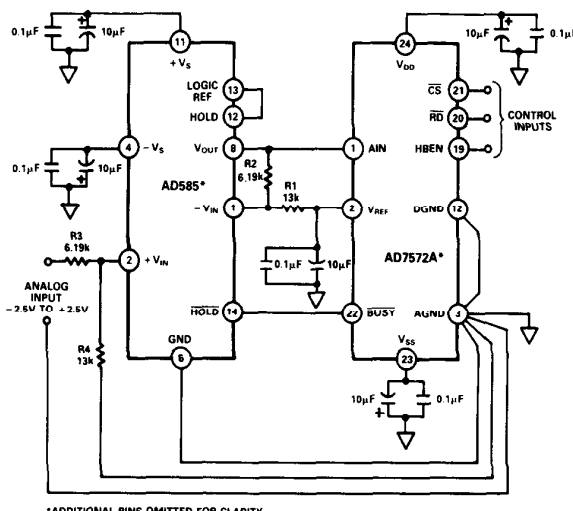 0.1µF
10µF
+
11
+VS
LOGIC REF
13
HOLD
12
4
−VS
0.1µF
10µF
+
VOUT
8
R2
6.19k
AD585*
−VIN
1
R1
13k
R3
6.19k
2
+VIN
ANALOG
INPUT
−2.5V TO +2.5V
HOLD
14
R4
13k
GND
6
0.1µF
10µF
+
24
VDD
10µF
+
0.1µF
CS
21
RD
20
HBEN
19
CONTROL
INPUTS
1
AIN
2
VREF
DGND
12
AD7572A*
22
BUSY
AGND
3
VSS
23
10µF
+
0.1µF
*ADDITIONAL PINS OMITTED FOR CLARITY